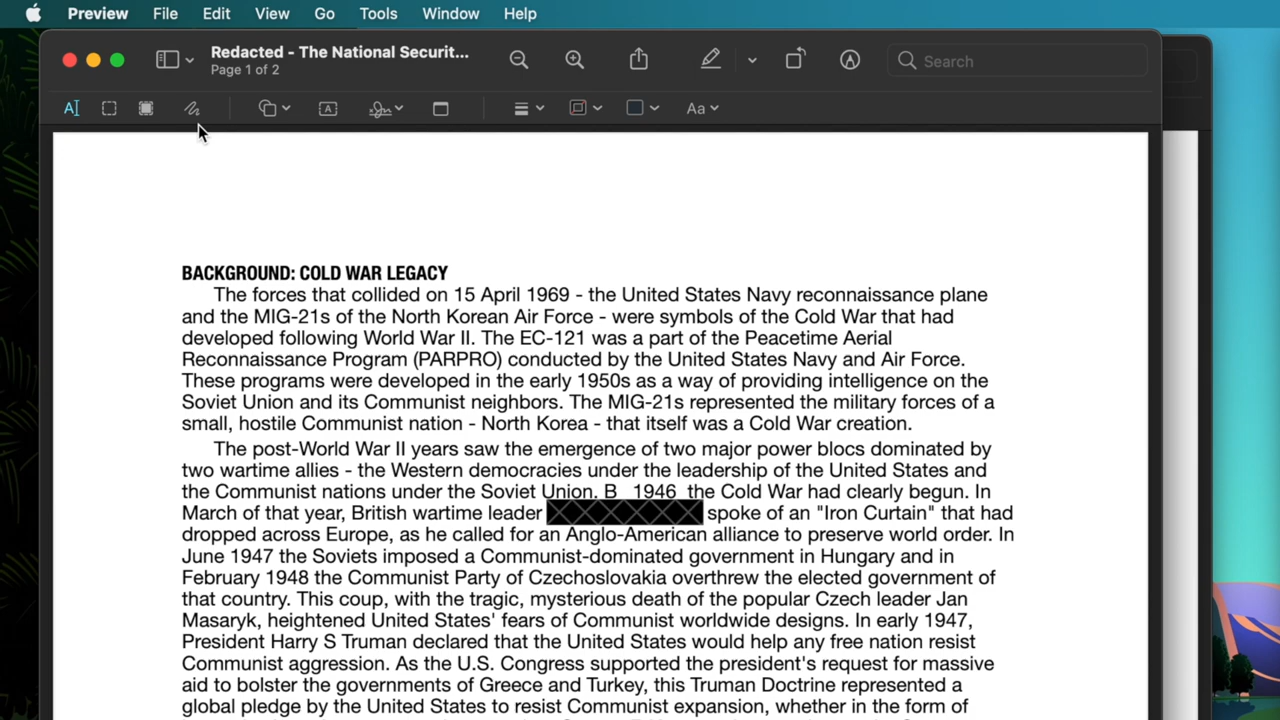 Preview File Edit View Go Tools Window Help
Redacted - The National Securit...
Page 1 of 2
Search
A
A
Aa
BACKGROUND: COLD WAR LEGACY
The forces that collided on 15 April 1969 - the United States Navy reconnaissance plane
and the MIG-21s of the North Korean Air Force - were symbols of the Cold War that had
developed following World War II. The EC-121 was a part of the Peacetime Aerial
Reconnaissance Program (PARPRO) conducted by the United States Navy and Air Force.
These programs were developed in the early 1950s as a way of providing intelligence on the
Soviet Union and its Communist neighbors. The MIG-21s represented the military forces of a
small, hostile Communist nation - North Korea - that itself was a Cold War creation.
The post-World War II years saw the emergence of two major power blocs dominated by
two wartime allies - the Western democracies under the leadership of the United States and
the Communist nations under the Soviet Union. B 1946 the Cold War had clearly begun. In
March of that year, British wartime leader spoke of an "Iron Curtain" that had
dropped across Europe, as he called for an Anglo-American alliance to preserve world order. In
June 1947 the Soviets imposed a Communist-dominated government in Hungary and in
February 1948 the Communist Party of Czechoslovakia overthrew the elected government of
that country. This coup, with the tragic, mysterious death of the popular Czech leader Jan
Masaryk, heightened United States' fears of Communist worldwide designs. In early 1947,
President Harry S Truman declared that the United States would help any free nation resist
Communist aggression. As the U.S. Congress supported the president's request for massive
aid to bolster the governments of Greece and Turkey, this Truman Doctrine represented a
global pledge by the United States to resist Communist expansion, whether in the form of